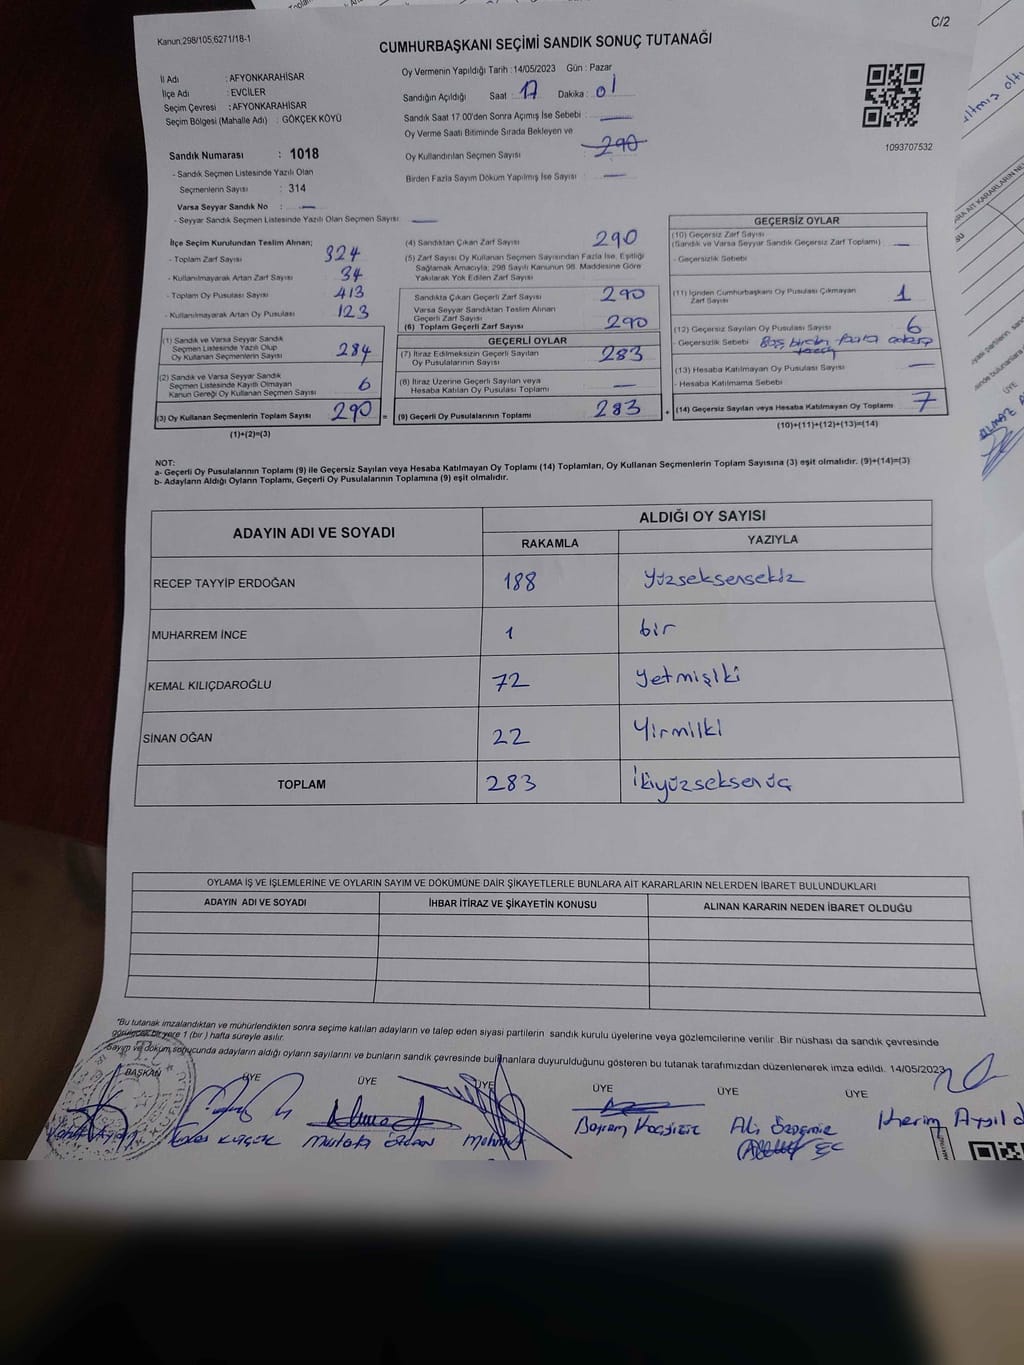 C/2
Kanun;298/105;6271/18-1
CUMHURBAŞKANI SEÇİMİ SANDIK SONUÇ TUTANAĞI
İl Adı : AFYONKARAHİSAR
İlçe Adı : EVCİLER
Seçim Çevresi : AFYONKARAHİSAR
Seçim Bölgesi (Mahalle Adı) : GÖKÇEK KÖYÜ
Sandık Numarası : 1018
- Sandık Seçmen Listesinde Yazılı Olan
Seçmenlerin Sayısı : 314
Varsa Seyyar Sandık No : —
- Seyyar Sandık Seçmen Listesinde Yazılı Olan Seçmen Sayısı: —
Oy Vermenin Yapıldığı Tarih :14/05/2023 Gün : Pazar
Sandığın Açıldığı Saat : 17 Dakika : 01
Sandık Saat 17.00'den Sonra Açımış İse Sebebi : —
Oy Verme Saati Bitiminde Sırada Bekleyen ve
Oy Kullandırılan Seçmen Sayısı : 290
Birden Fazla Sayım Döküm Yapılmış İse Sayısı : —
1093707532
İlçe Seçim Kurulundan Teslim Alınan;
- Toplam Zarf Sayısı 324
- Kullanılmayarak Artan Zarf Sayısı 34
- Toplam Oy Pusulası Sayısı 413
- Kullanılmayarak Artan Oy Pusulası 123
(1) Sandık ve Varsa Seyyar Sandık
Seçmen Listesinde Yazılı Olup
Oy Kullanan Seçmenlerin Sayısı 284
(2) Sandık ve Varsa Seyyar Sandık
Seçmen Listesinde Kayıtlı Olmayan
Kanun Gereği Oy Kullanan Seçmen Sayısı 6
(3) Oy Kullanan Seçmenlerin Toplam Sayısı 290 =
(1)+(2)=(3)
(4) Sandıktan Çıkan Zarf Sayısı 290
(5) Zarf Sayısı Oy Kullanan Seçmen Sayısından Fazla İse, Eşitliği
Sağlamak Amacıyla; 298 Sayılı Kanunun 98. Maddesine Göre
Yakılarak Yok Edilen Zarf Sayısı
Sandıkta Çıkan Geçerli Zarf Sayısı 290
Varsa Seyyar Sandıktan Teslim Alınan
Geçerli Zarf Sayısı
(6) Toplam Geçerli Zarf Sayısı 290
GEÇERLİ OYLAR
(7) İtiraz Edilmeksizin Geçerli Sayılan
Oy Pusulalarının Sayısı 283
(8) İtiraz Üzerine Geçerli Sayılan veya
Hesaba Katılan Oy Pusulası Toplamı —
(9) Geçerli Oy Pusulalarının Toplamı 283 +
GEÇERSİZ OYLAR
(10) Geçersiz Zarf Sayısı
(Sandık ve Varsa Seyyar Sandık Geçersiz Zarf Toplamı) —
- Geçersizlik Sebebi
(11) İçinden Cumhurbaşkanı Oy Pusulası Çıkmayan
Zarf Sayısı 1
(12) Geçersiz Sayılan Oy Pusulası Sayısı 6
- Geçersizlik Sebebi Boş, birden fazla
(13) Hesaba Katılmayan Oy Pusulası Sayısı —
- Hesaba Katılmama Sebebi
(14) Geçersiz Sayılan veya Hesaba Katılmayan Oy Toplamı 7
(10)+(11)+(12)+(13)=(14)
NOT:
a- Geçerli Oy Pusulalarının Toplamı (9) ile Geçersiz Sayılan veya Hesaba Katılmayan Oy Toplamı (14) Toplamları, Oy Kullanan Seçmenlerin Toplam Sayısına (3) eşit olmalıdır. (9)+(14)=(3)
b- Adayların Aldığı Oyların Toplamı, Geçerli Oy Pusulalarının Toplamına (9) eşit olmalıdır.
ADAYIN ADI VE SOYADI
ALDIĞI OY SAYISI
RAKAMLA YAZIYLA
RECEP TAYYİP ERDOĞAN 188 Yüzseksensekiz
MUHARREM İNCE 1 bir
KEMAL KILIÇDAROĞLU 72 yetmişİki
SİNAN OĞAN 22 Yirmiİki
TOPLAM 283 İkiyüzseksenüç
OYLAMA İŞ VE İŞLEMLERİNE VE OYLARIN SAYIM VE DÖKÜMÜNE DAİR ŞİKAYETLERLE BUNLARA AİT KARARLARIN NELERDEN İBARET BULUNDUKLARI
ADAYIN ADI VE SOYADI
İHBAR İTİRAZ VE ŞİKAYETİN KONUSU
ALINAN KARARIN NEDEN İBARET OLDUĞU
"Bu tutanak imzalandıktan ve mühürlendikten sonra seçime katılan adayların ve talep eden siyasi partilerin sandık kurulu üyelerine veya gözlemcilerine verilir .Bir nüshası da sandık çevresinde
görülecek bir yere 1 (bir ) hafta süreyle asılır.
Sayım ve döküm sonucunda adayların aldığı oyların sayılarını ve bunların sandık çevresinde bulunanlara duyurulduğunu gösteren bu tutanak tarafımızdan düzenlenerek imza edildi. 14/05/2023
BAŞKAN ÜYE ÜYE ÜYE ÜYE ÜYE ÜYE
Mustafa
Bayram
Ali Özdemir
Kerim